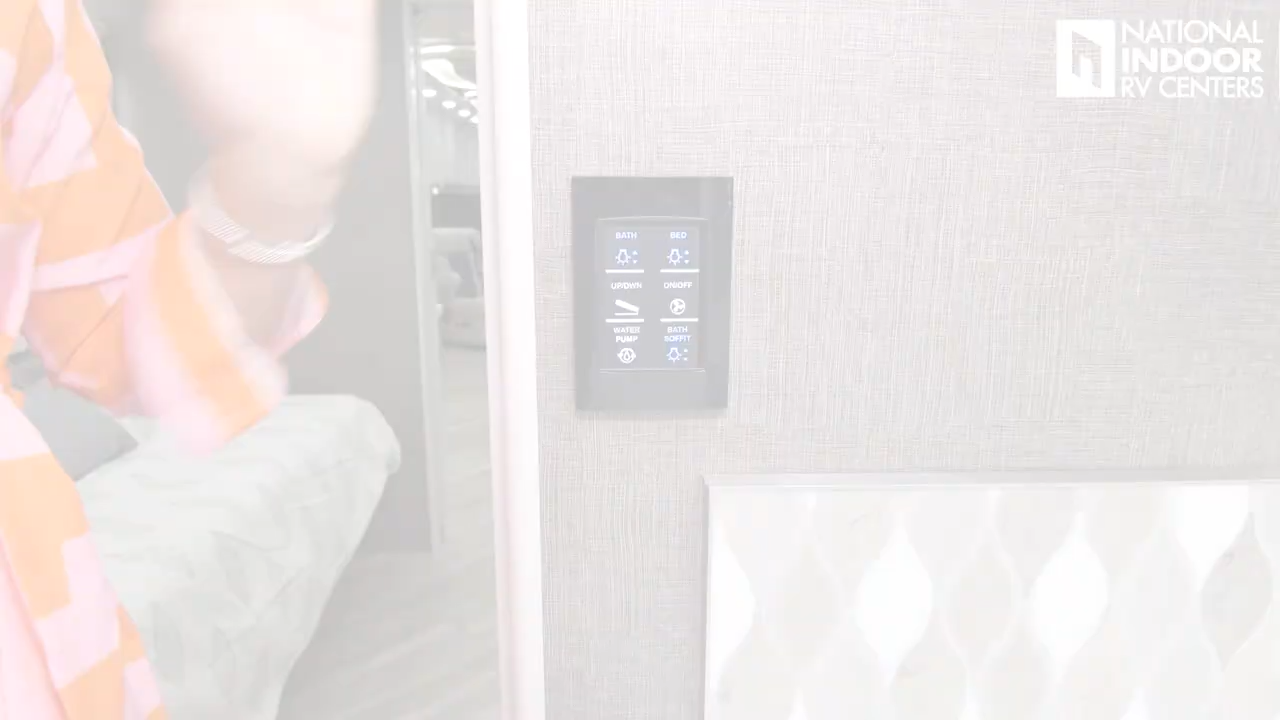 NATIONAL
INDOOR
RV CENTERS
BATH BED
UP/DWN ON/OFF
WATER PUMP
BATH SOFFIT